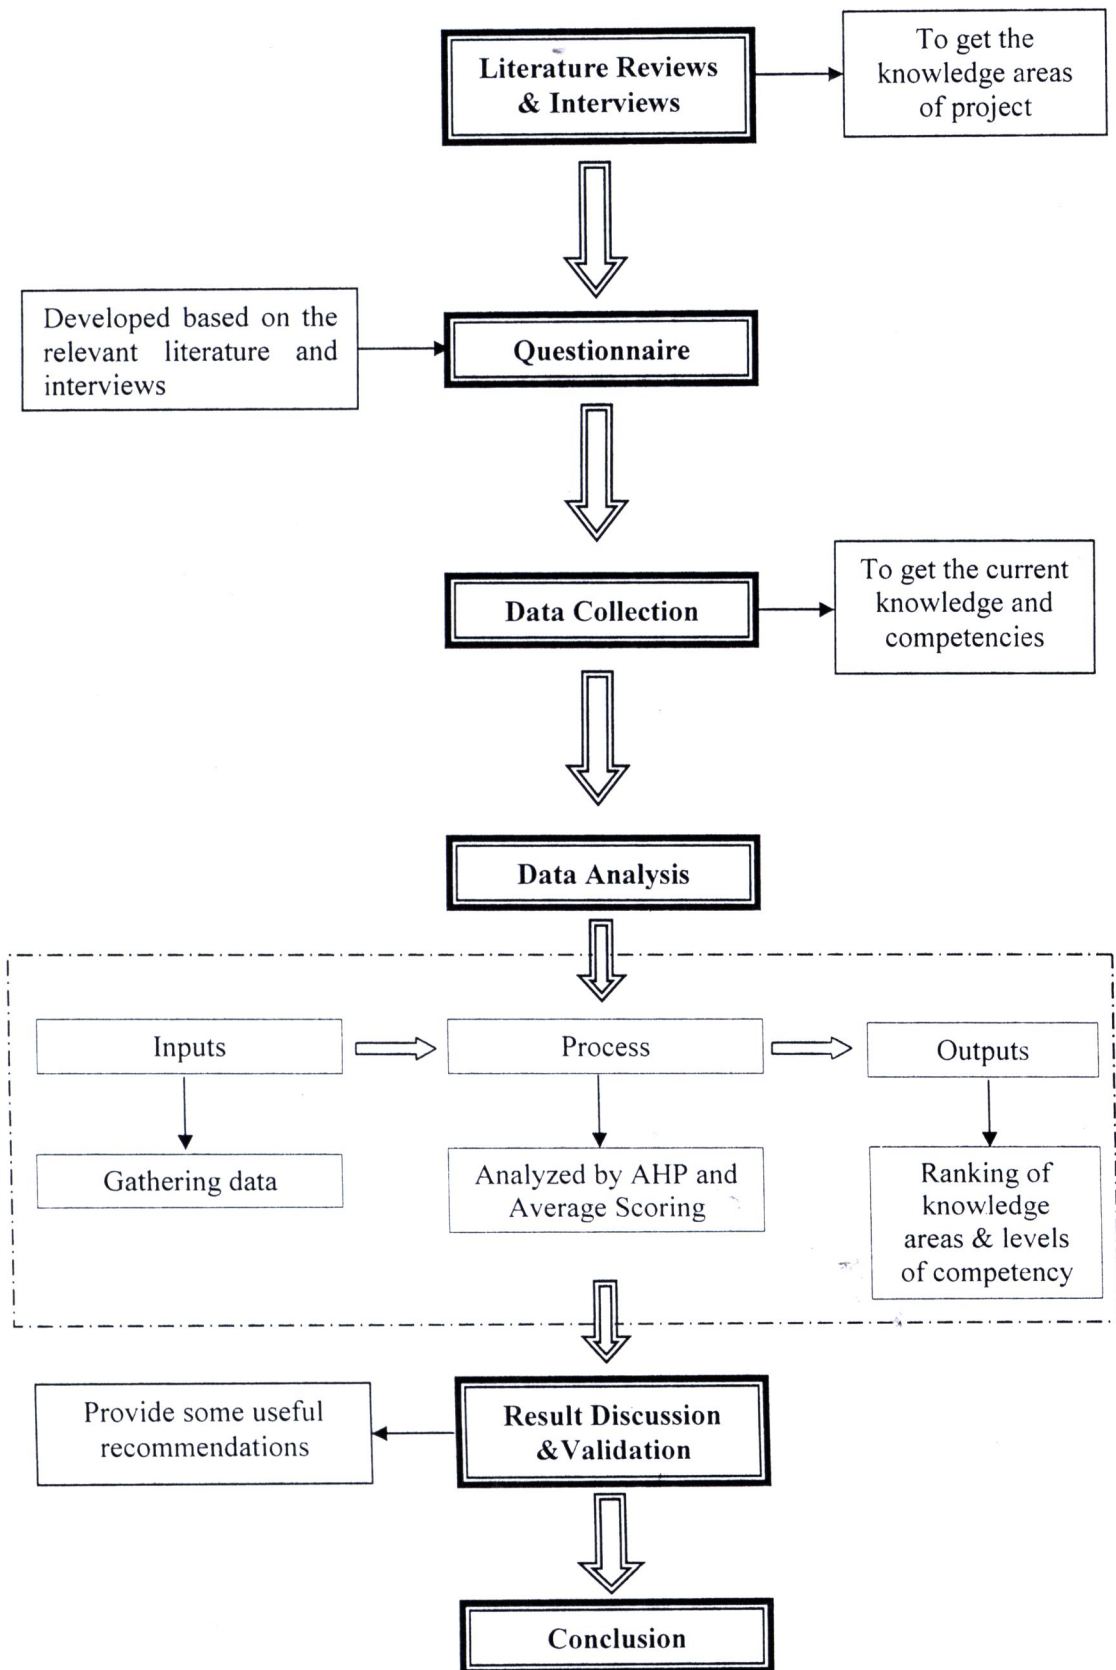 Literature Reviews
& Interviews
To get the
knowledge areas
of project
Developed based on the
relevant literature and
interviews
Questionnaire
Data Collection
To get the current
knowledge and
competencies
Data Analysis
Inputs
Process
Outputs
Gathering data
Analyzed by AHP and
Average Scoring
Ranking of
knowledge
areas & levels
of competency
Provide some useful
recommendations
Result Discussion
&Validation
Conclusion